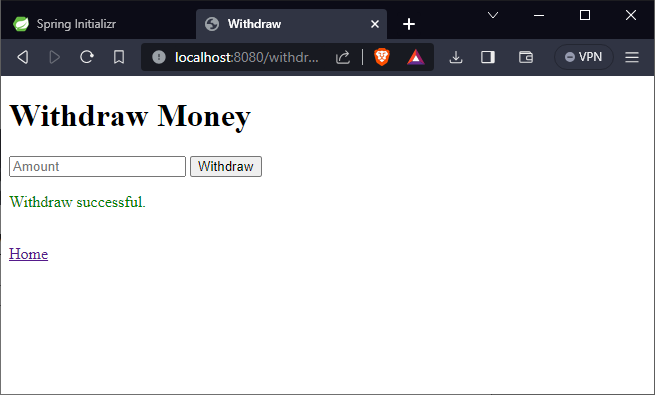 Spring Initializr
Withdraw
localhost:8080/withdr...
VPN
Withdraw Money
Amount
Withdraw
Withdraw successful.
Home